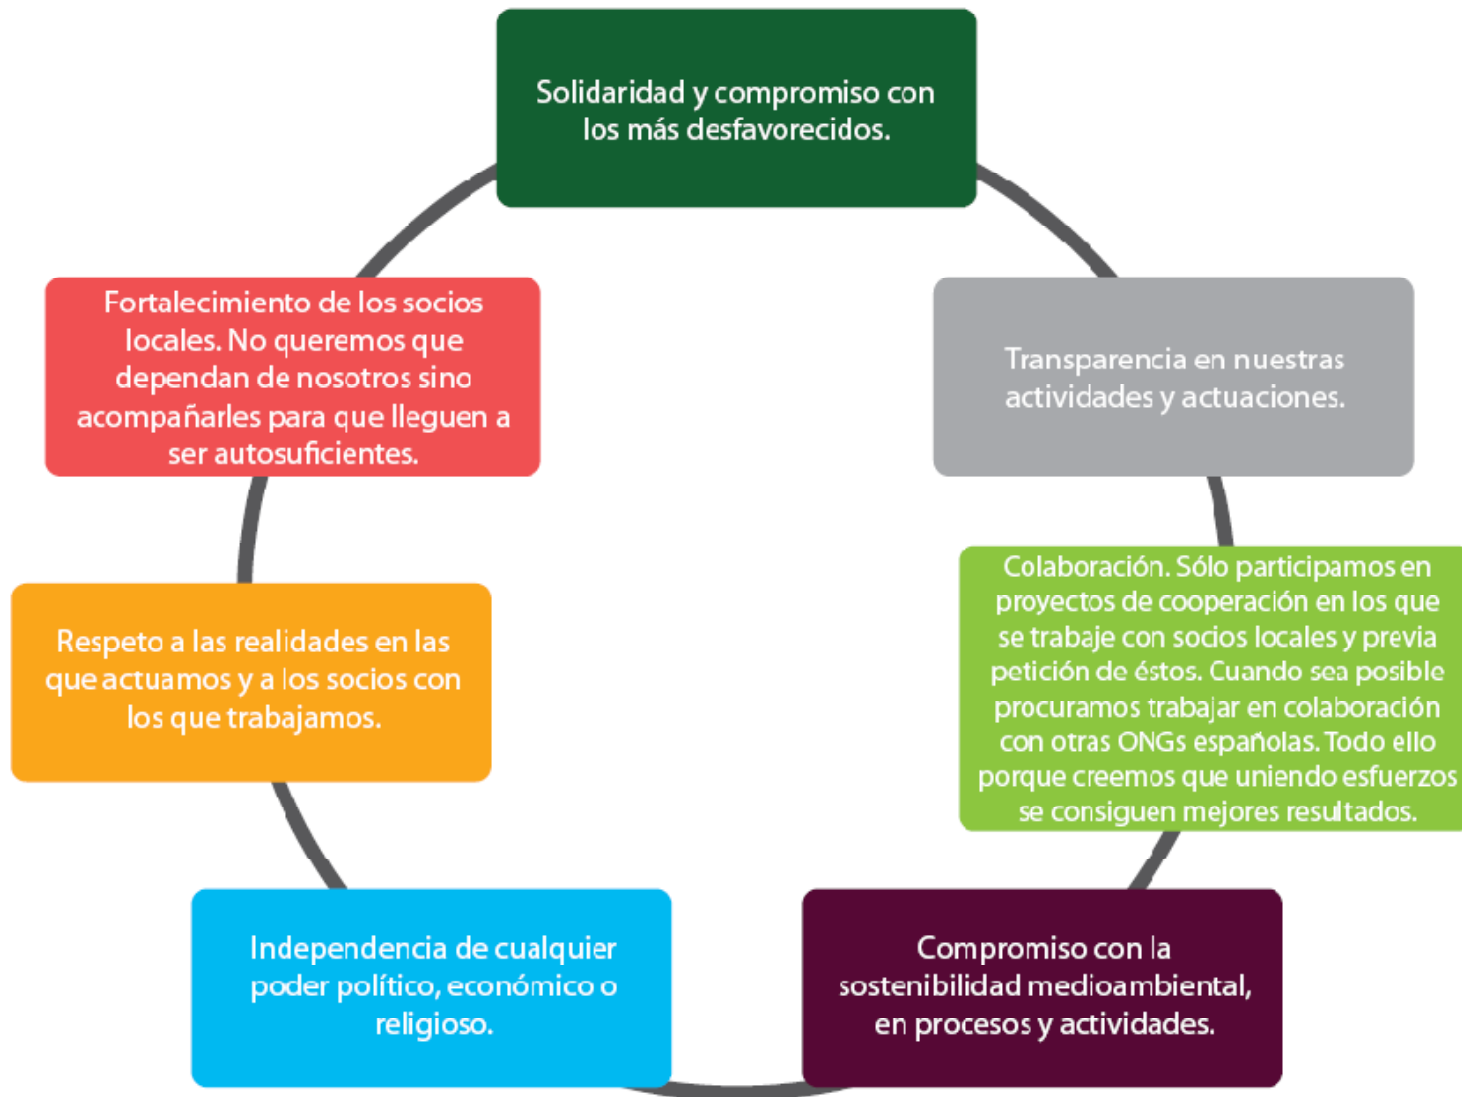 Solidaridad y compromiso con
los más desfavorecidos.
Fortalecimiento de los socios
locales. No queremos que
dependan de nosotros sino
acompañarles para que lleguen a
ser autosuficientes.
Transparencia en nuestras
actividades y actuaciones.
Respeto a las realidades en las
que actuamos y a los socios con
los que trabajamos.
Colaboración. Sólo participamos en
proyectos de cooperación en los que
se trabaje con socios locales y previa
petición de éstos. Cuando sea posible
procuramos trabajar en colaboración
con otras ONGs españolas. Todo ello
porque creemos que uniendo esfuerzos
se consiguen mejores resultados.
Independencia de cualquier
poder político, económico o
religioso.
Compromiso con la
sostenibilidad medioambiental,
en procesos y actividades.